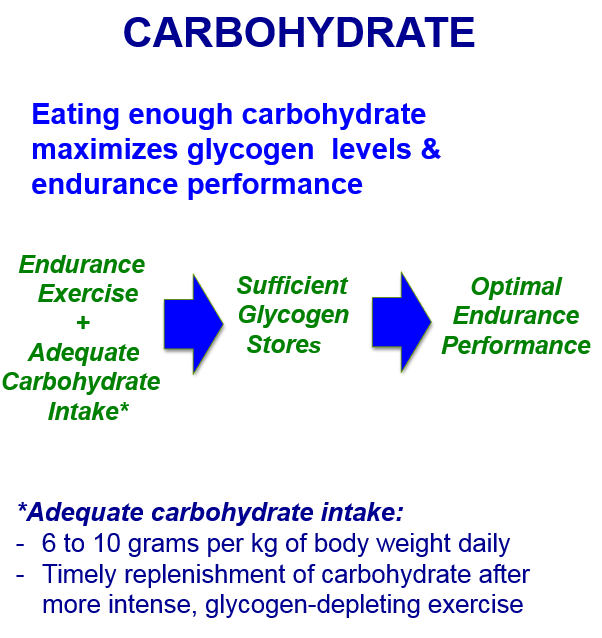 CARBOHYDRATE
Eating enough carbohydrate
maximizes glycogen levels &
endurance performance
Endurance
Exercise
+
Adequate
Carbohydrate
Intake*
Sufficient
Glycogen
Stores
Optimal
Endurance
Performance
*Adequate carbohydrate intake:
- 6 to 10 grams per kg of body weight daily
- Timely replenishment of carbohydrate after
more intense, glycogen-depleting exercise